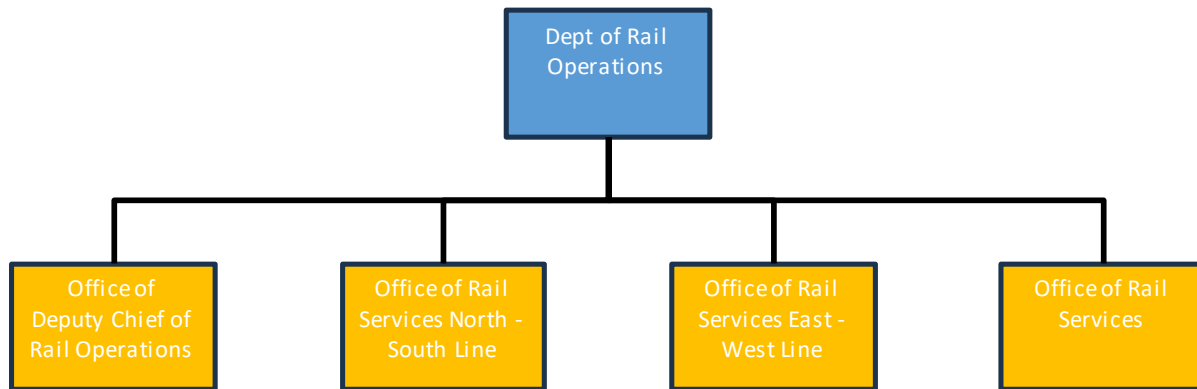 Dept of Rail
Operations
Office of
Deputy Chief of
Rail Operations
Office of Rail
Services North -
South Line
Office of Rail
Services East -
West Line
Office of Rail
Services